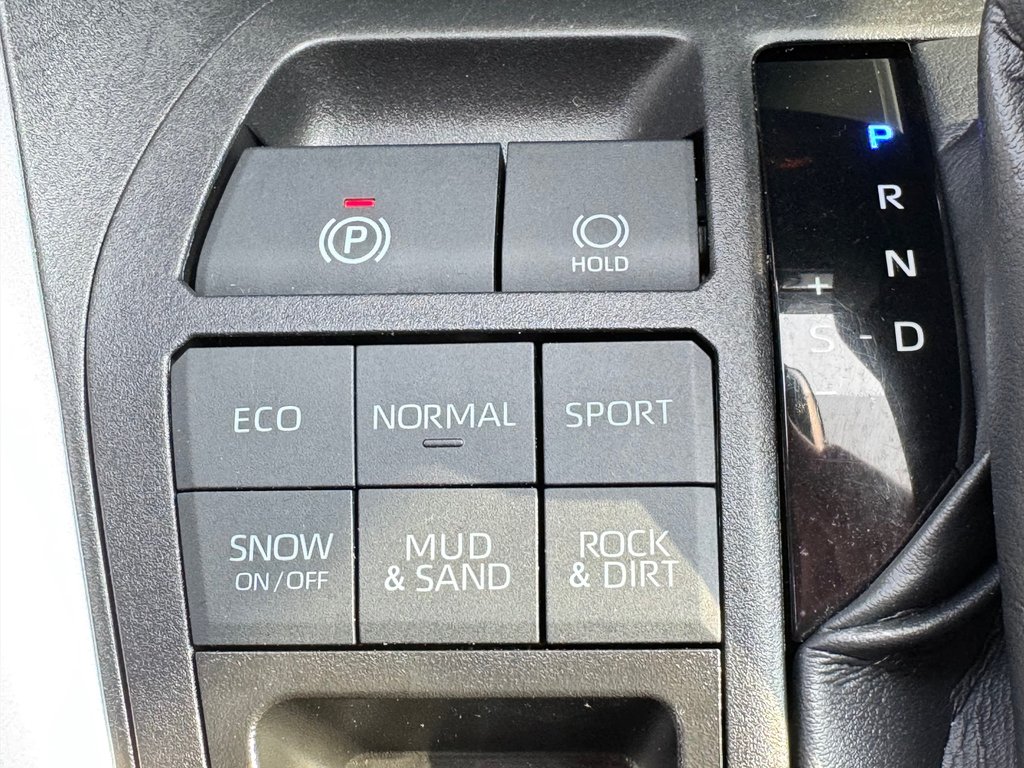 P
HOLD
ECO
NORMAL
SPORT
SNOW
ON/OFF
MUD
& SAND
ROCK
& DIRT
P
R
N
+
S - D